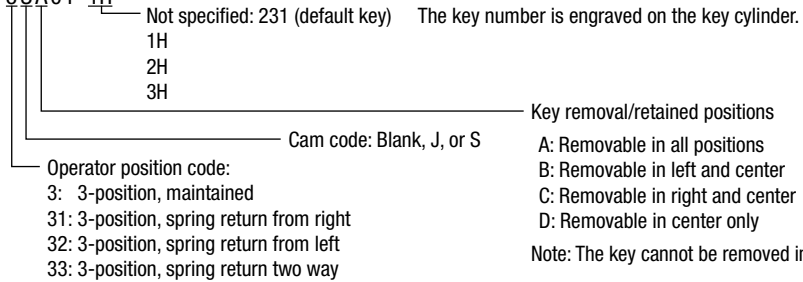 Not specified: 231 (default key) The key number is engraved on the key cylinder.
1H
2H
3H
Key removal/retained positions
Cam code: Blank, J, or S
A: Removable in all positions
Operator position code:
B: Removable in left and center
3: 3-position, maintained
C: Removable in right and center
31: 3-position, spring return from right
D: Removable in center only
32: 3-position, spring return from left
Note: The key cannot be removed
33: 3-position, spring return two way